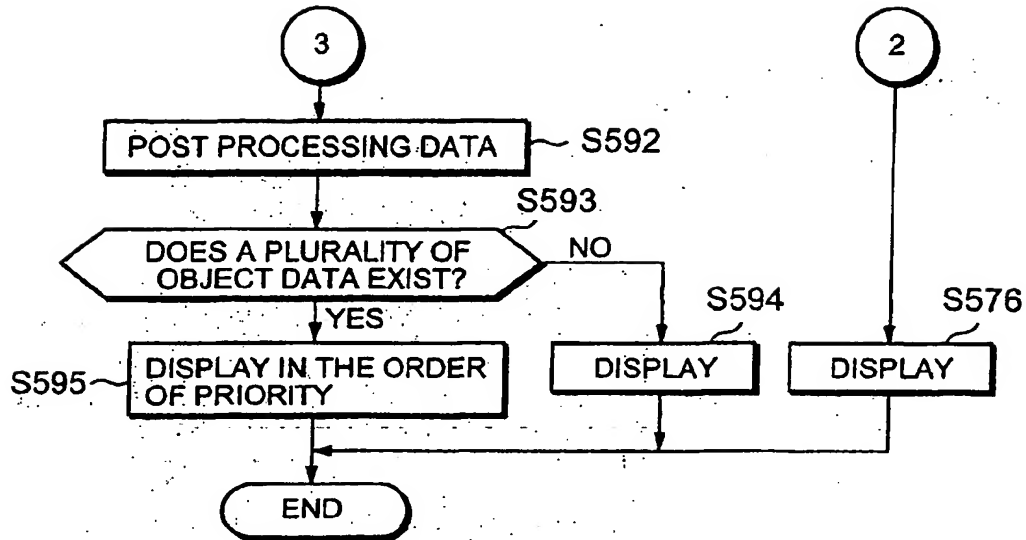 3
2
POST PROCESSING DATA
S592
S593
DOES A PLURALITY OF
OBJECT DATA EXIST?
NO
YES
S594
S576
S595
DISPLAY IN THE ORDER
OF PRIORITY
DISPLAY
DISPLAY
END